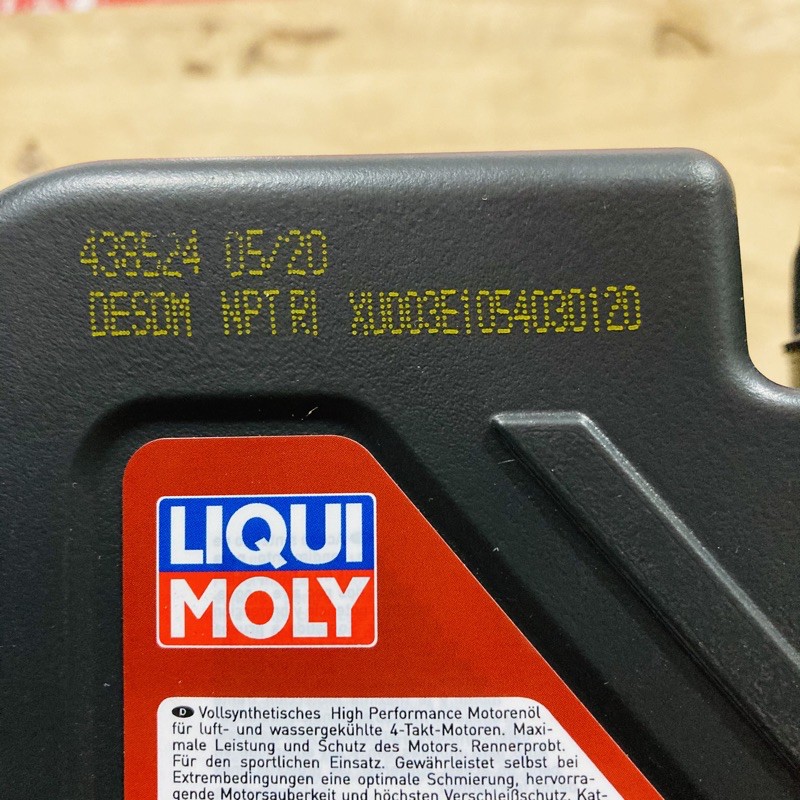 438524 05/20
DESDM NPTRI XU003E1054030120
LIQUI
MOLY
D Vollsynthetisches High Performance Motorenöl
für luft- und wassergekühlte 4-Takt-Motoren. Maxi-
male Leistung und Schutz des Motors. Rennerprobt.
Für den sportlichen Einsatz. Gewährleistet selbst bei
Extrembedingungen eine optimale Schmierung, hervorra-
gende Motorsauberkeit und höchsten Verschleißschutz. Kat-